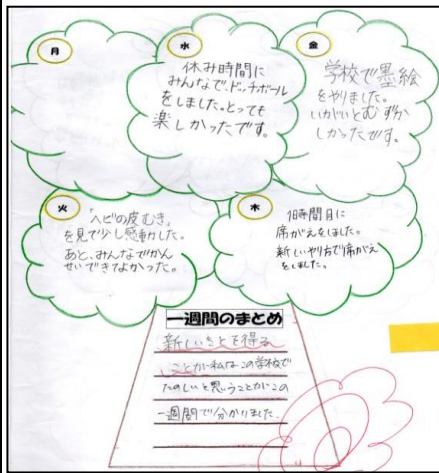 月
水
休み時間に
みんなで、ドッチボール
をしました。とっても
楽しかったです。
金
学校で墨絵
をやりました。
いがいとむずか
しかったです。
火
ヘビの皮むき、
を見て少し感動した。
あと、みんなでかん
せいできてよかった。
木
1時間目に
席がえをしました。
新しいやり方で席がえ
をしました。
一週間のまとめ
新しいことを得る
ことが私はこの学校で
たのしいと思うことがこの
一週間で分かりました。